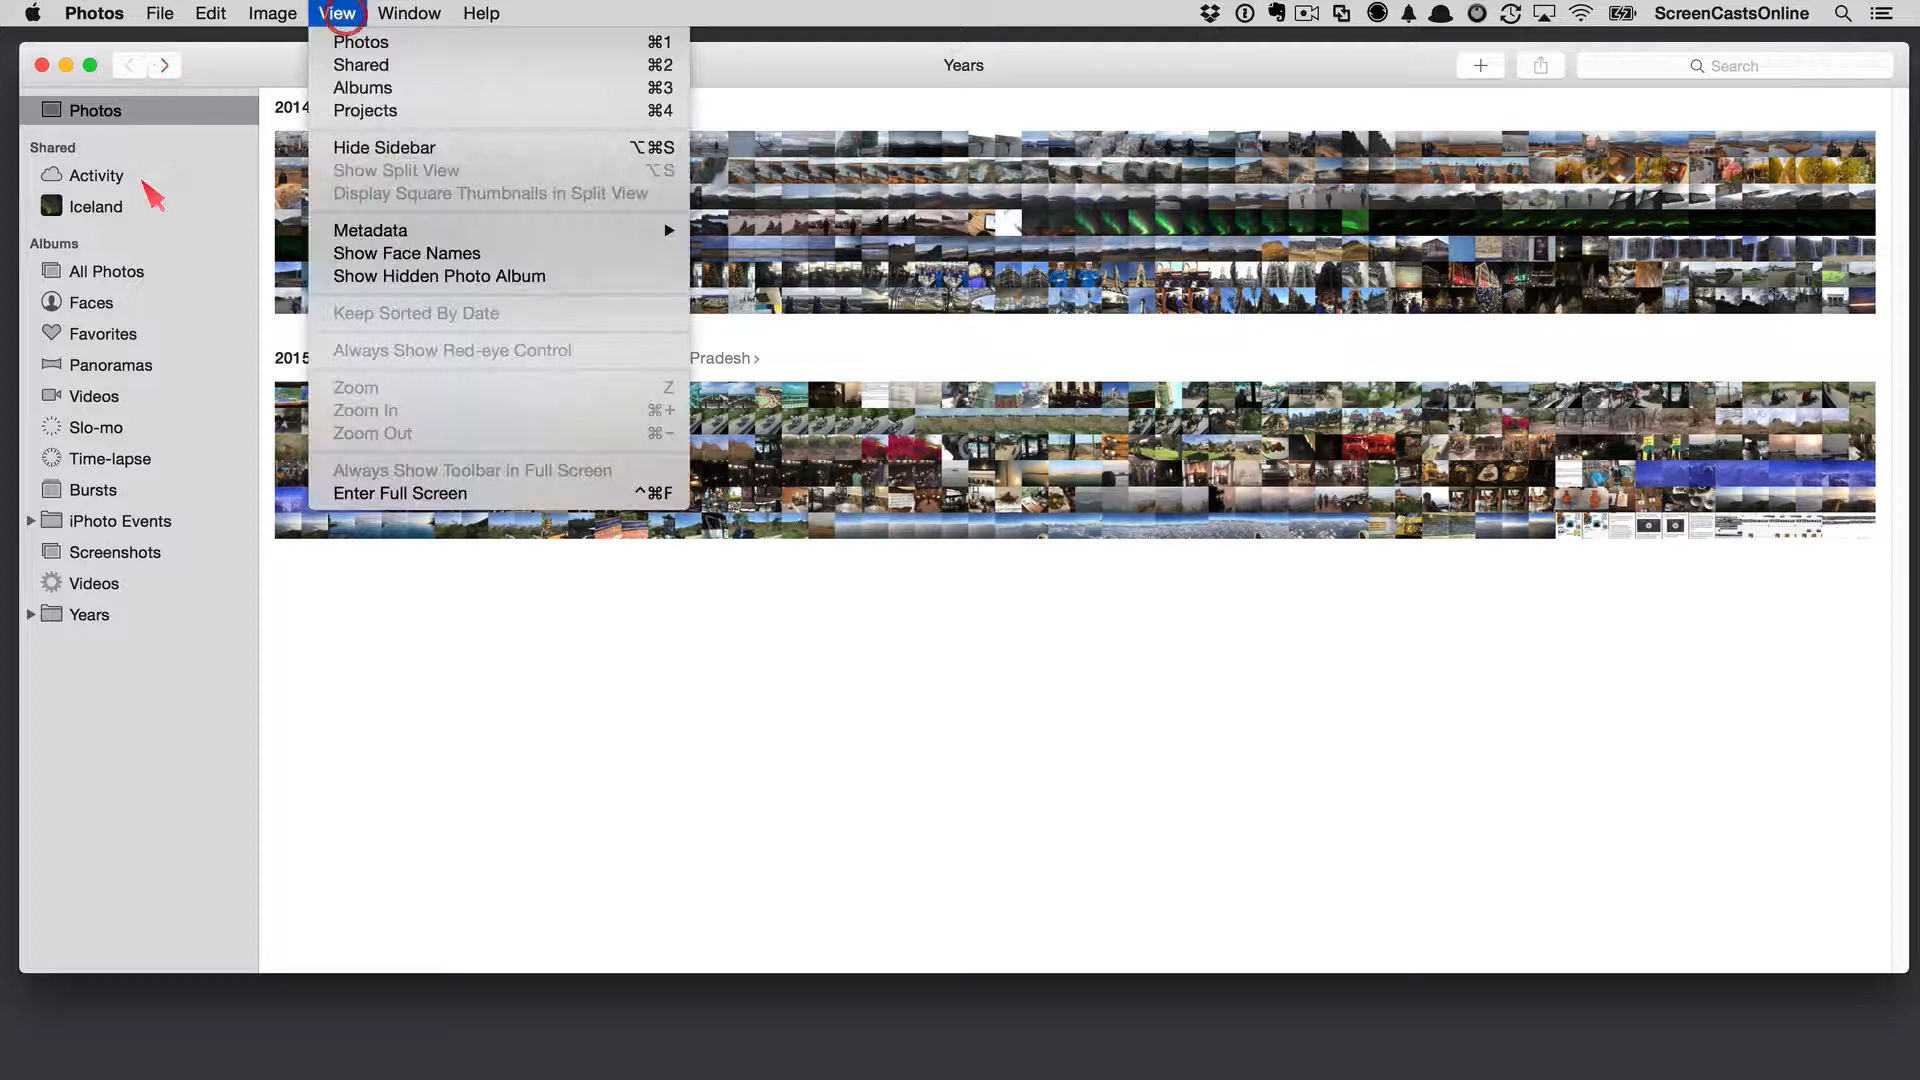 Photos File Edit Image View Window Help ScreenCastsOnline
Years
Search
Photos
Shared
Activity
Iceland
Albums
All Photos
Faces
Favorites
Panoramas
Videos
Slo-mo
Time-lapse
Bursts
iPhoto Events
Screenshots
Videos
Years
Photos ⌘1
Shared ⌘2
Albums ⌘3
Projects ⌘4
Hide Sidebar ⌥⌘S
Show Split View ⌥S
Display Square Thumbnails in Split View
Metadata
Show Face Names
Show Hidden Photo Album
Keep Sorted By Date
Always Show Red-eye Control
Zoom Z
Zoom In ⌘+
Zoom Out ⌘−
Always Show Toolbar in Full Screen
Enter Full Screen ^⌘F
2014
2015
Pradesh >